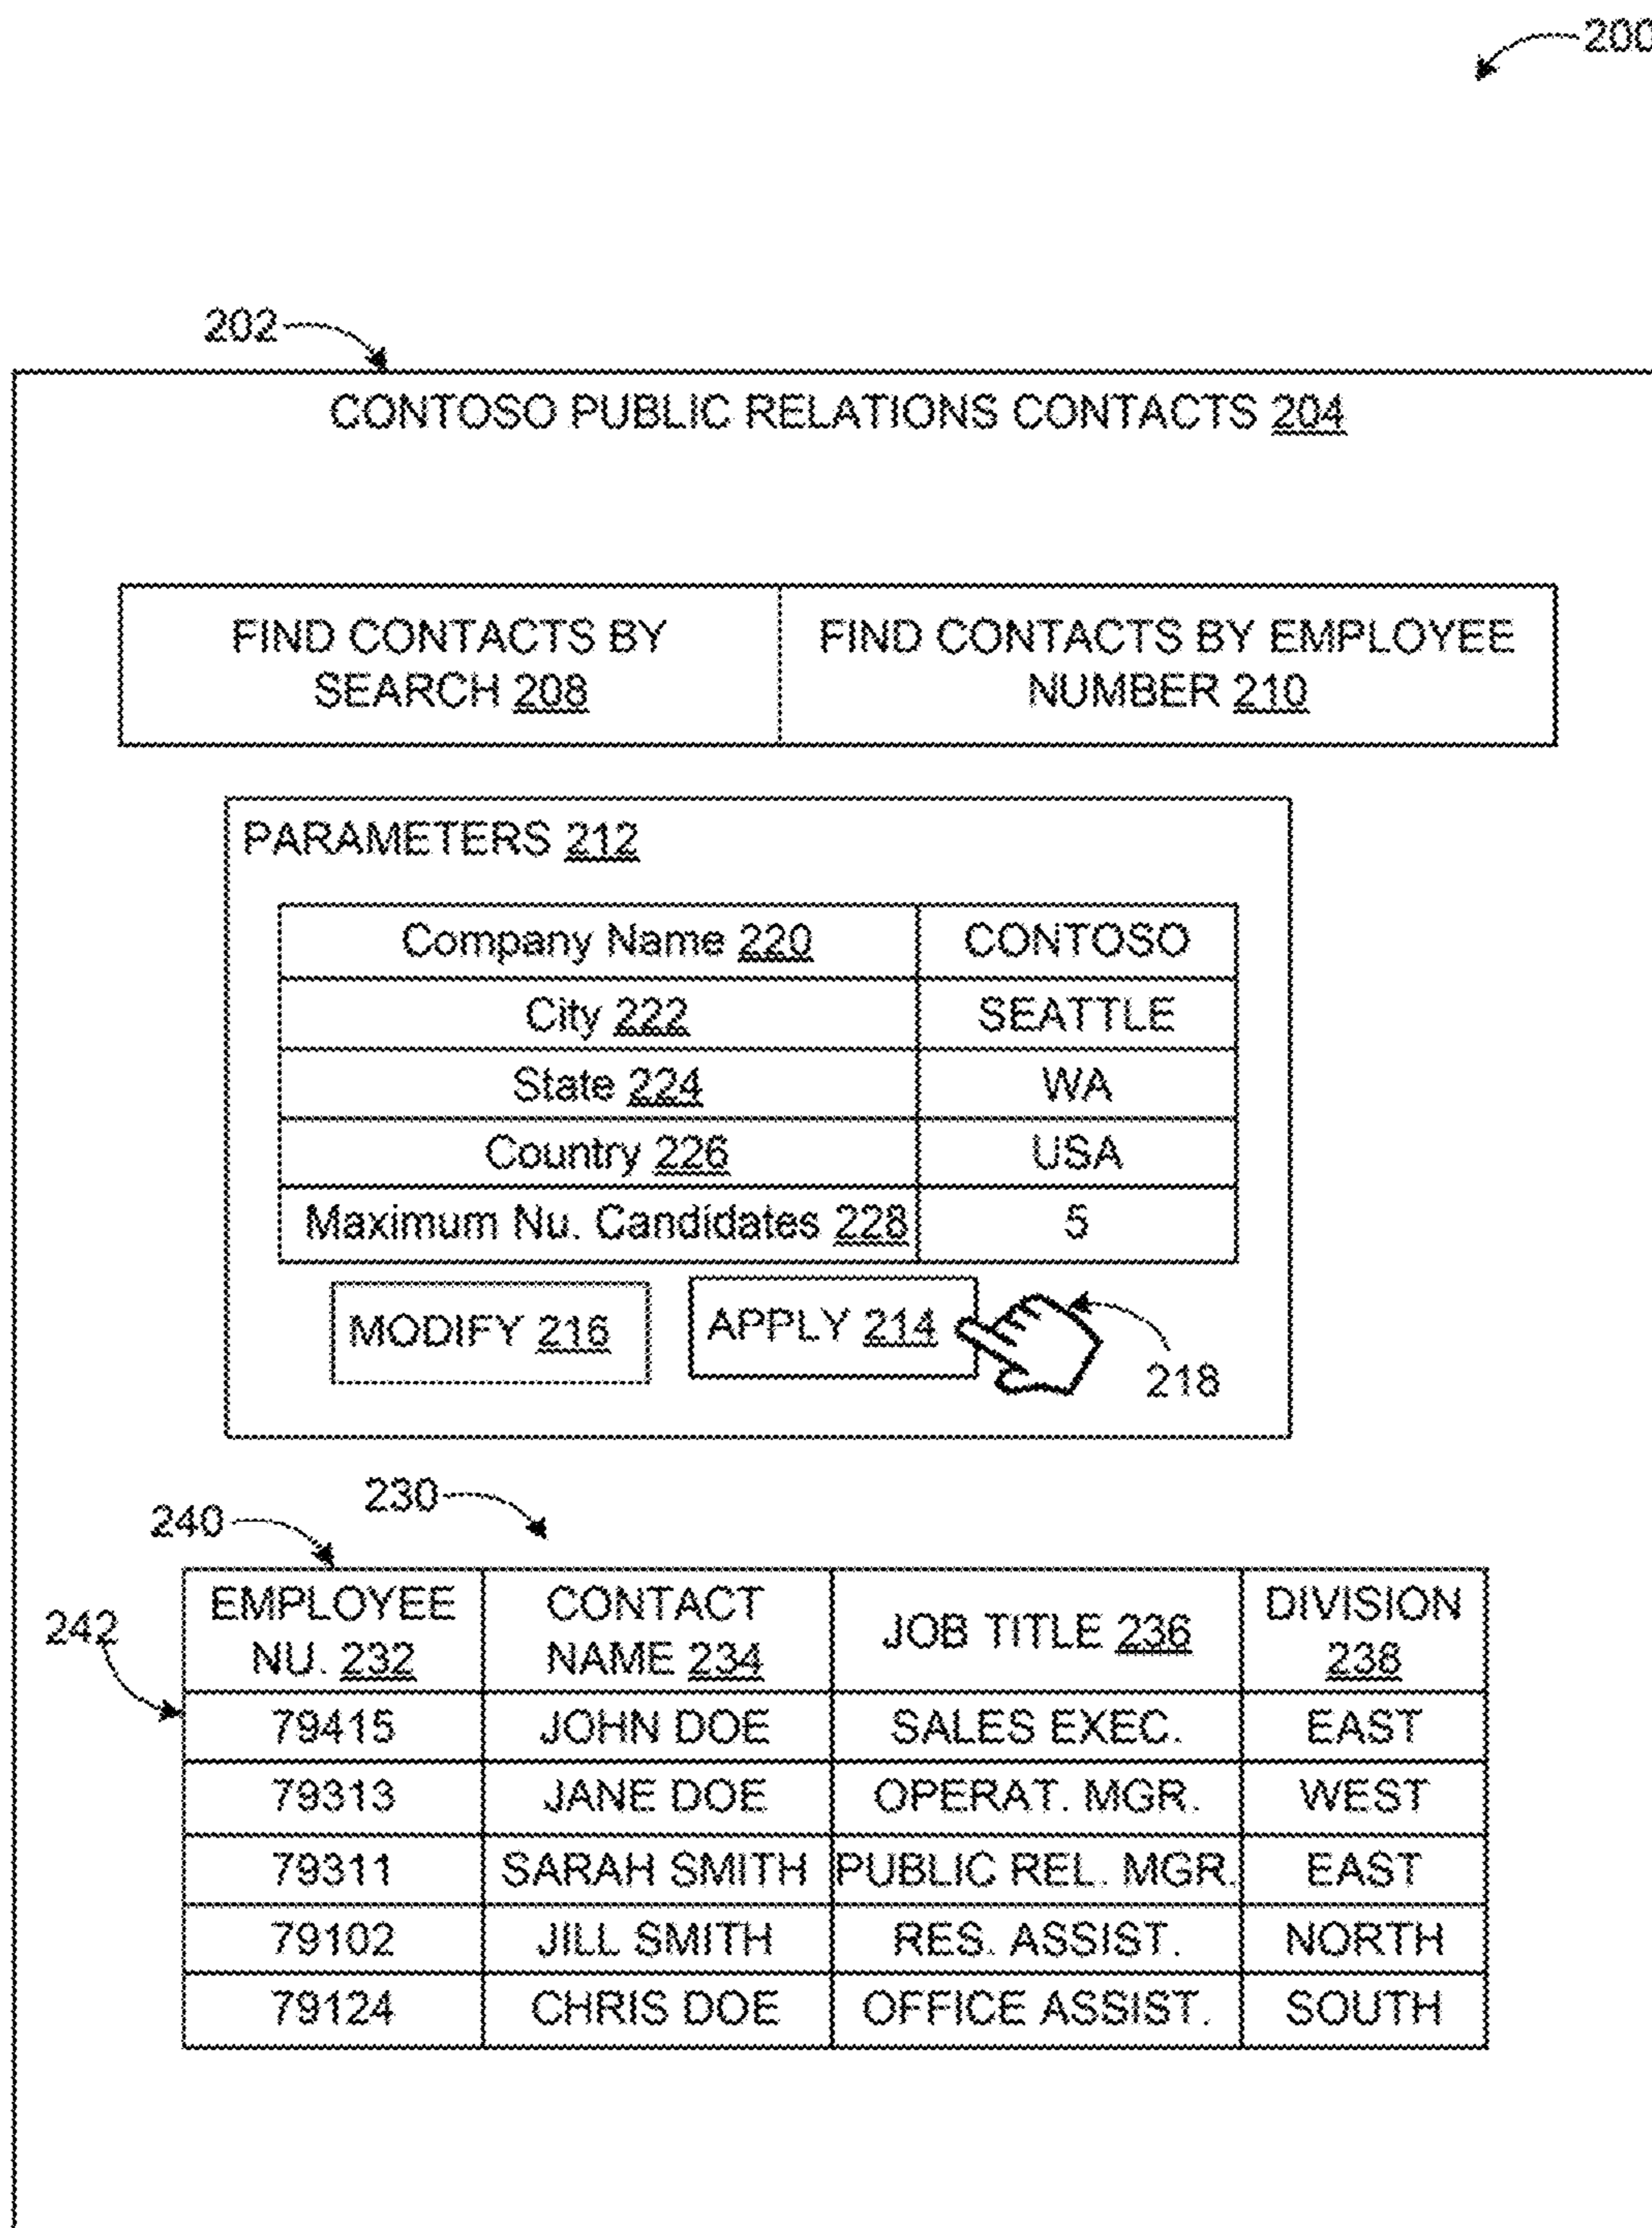 200
202
CONTOSO PUBLIC RELATIONS CONTACTS 204
FIND CONTACTS BY
SEARCH 208
FIND CONTACTS BY EMPLOYEE
NUMBER 210
PARAMETERS 212
Company Name 220 CONTOSO
City 222 SEATTLE
State 224 WA
Country 226 USA
Maximum Nu. Candidates 228 5
MODIFY 216 APPLY 214
218
230
240
242
EMPLOYEE
NU. 232
CONTACT
NAME 234
JOB TITLE 236
DIVISION
238
79415 JOHN DOE SALES EXEC. EAST
79313 JANE DOE OPERAT. MGR. WEST
79311 SARAH SMITH PUBLIC REL. MGR. EAST
79102 JILL SMITH RES. ASSIST. NORTH
79124 CHRIS DOE OFFICE ASSIST. SOUTH